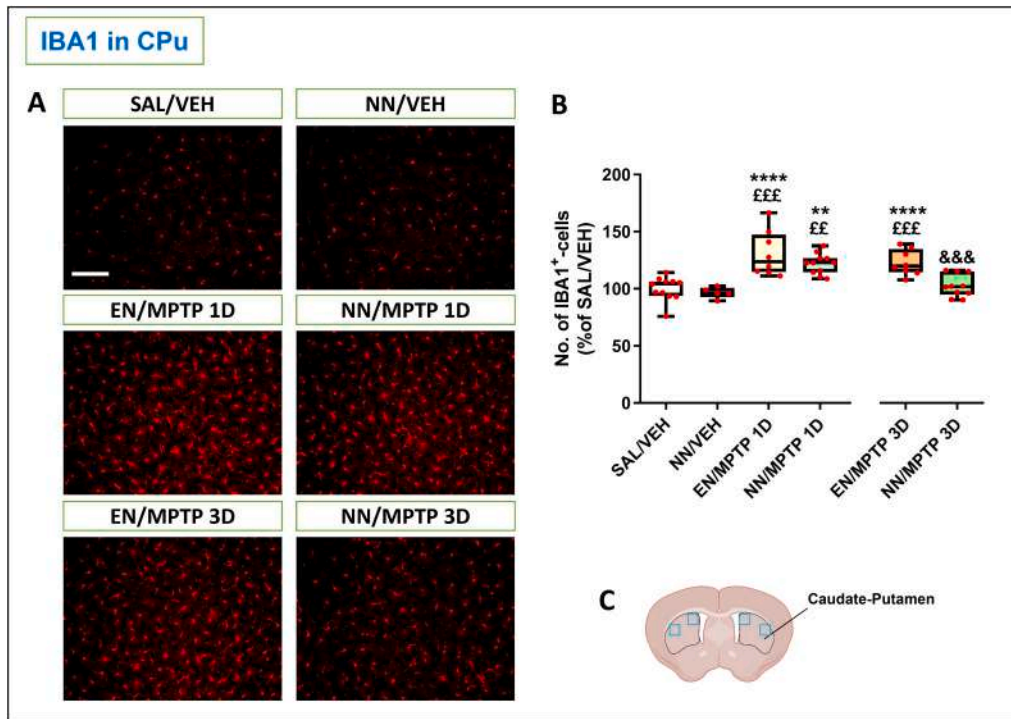 IBA1 in CPu
A
SAL/VEH
NN/VEH
EN/MPTP 1D
NN/MPTP 1D
EN/MPTP 3D
NN/MPTP 3D
B
No. of IBA1⁺-cells
(%of SAL/VEH)
200
150
100
50
0
****
£££
**
££
****
£££
&&&
SAL/VEH
NN/VEH
EN/MPTP 1D
NN/MPTP 1D
EN/MPTP 3D
NN/MPTP 3D
C
Caudate-Putamen